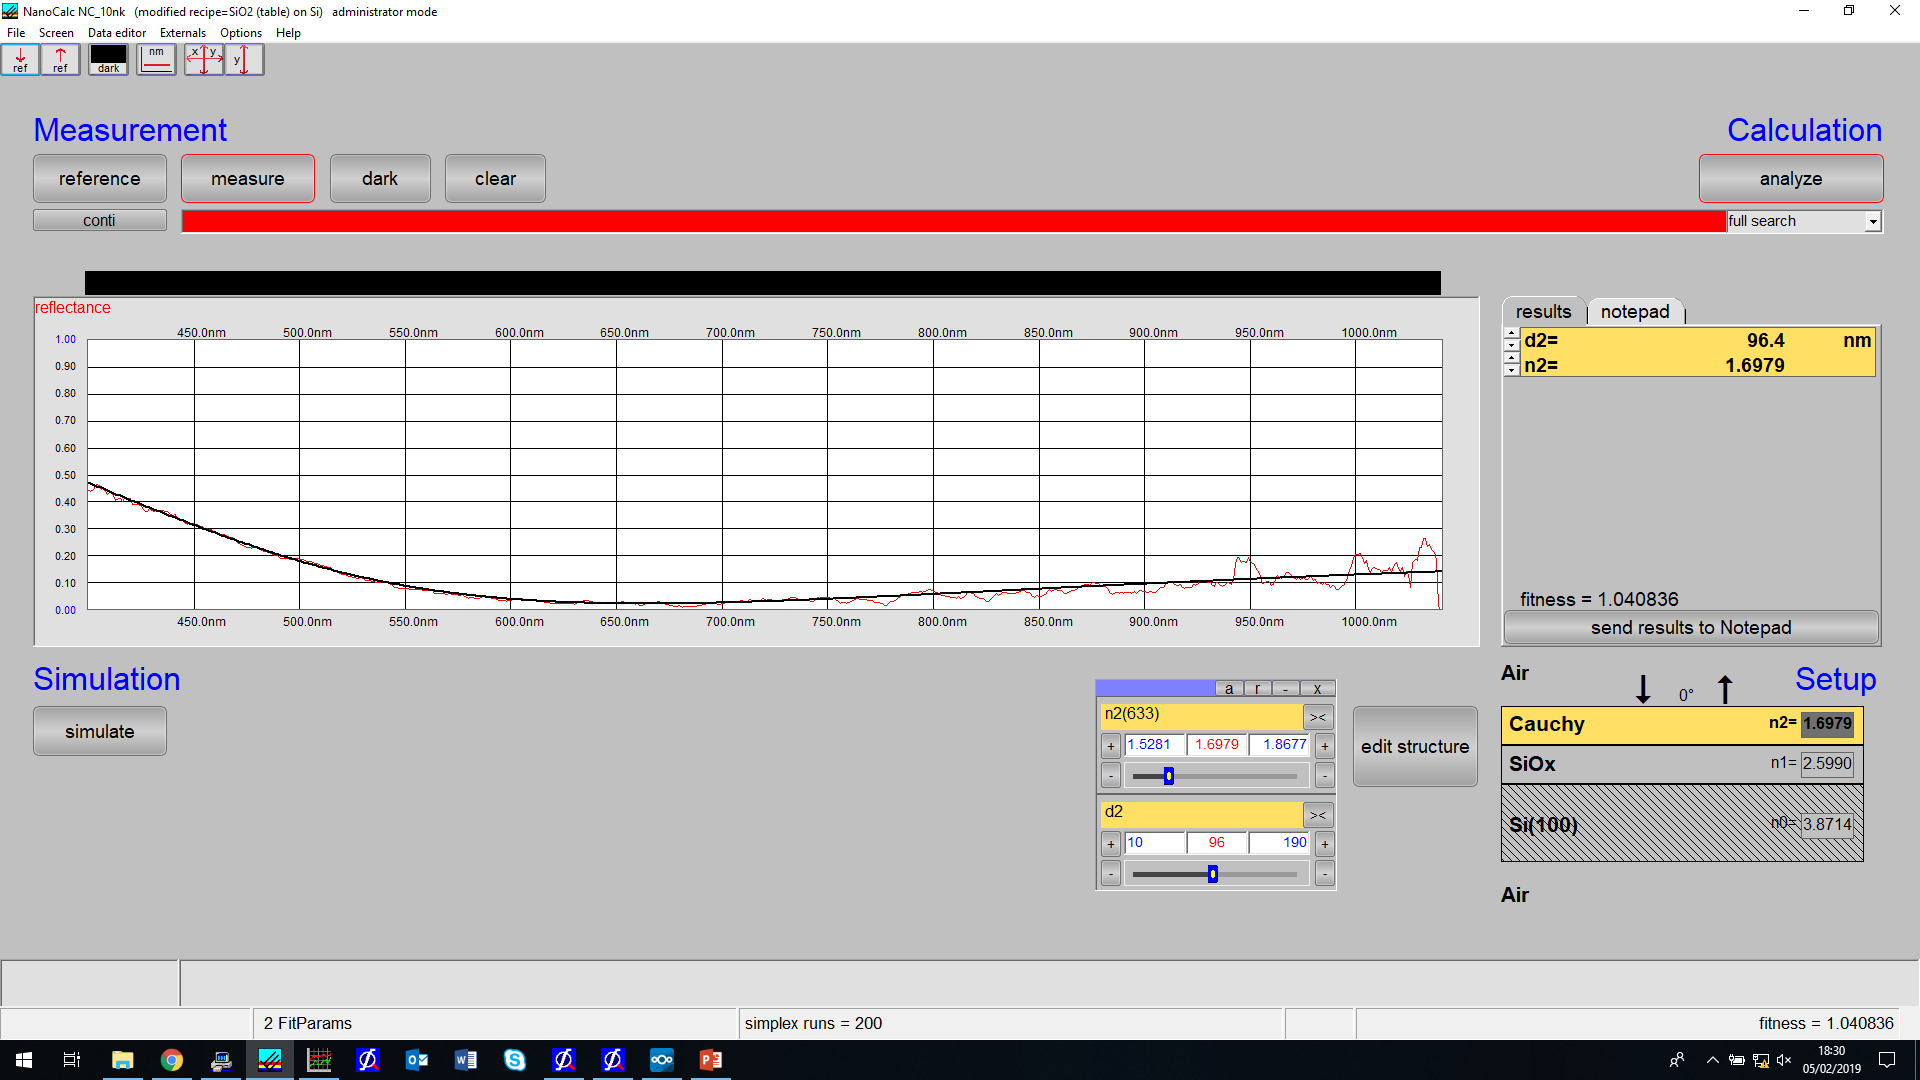 NanoCalc NC_10nk (modified recipe=SiO2 (table) on Si) administrator mode
File Screen Data editor Externals Options Help
ref ref dark nm x y y
Measurement
Calculation
reference measure dark clear
analyze
conti
full search
reflectance
450.0nm 500.0nm 550.0nm 600.0nm 650.0nm 700.0nm 750.0nm 800.0nm 850.0nm 900.0nm 950.0nm 1000.0nm
1.00
0.90
0.80
0.70
0.60
0.50
0.40
0.30
0.20
0.10
0.00
450.0nm 500.0nm 550.0nm 600.0nm 650.0nm 700.0nm 750.0nm 800.0nm 850.0nm 900.0nm 950.0nm 1000.0nm
results notepad
d2= 96.4 nm
n2= 1.6979
fitness = 1.040836
send results to Notepad
Simulation
simulate
a r - x
n2(633) ><
+ 1.5281 1.6979 1.8677 +
- -
d2 ><
+ 10 96 190 +
- -
edit structure
Air
0°
Setup
Cauchy n2= 1.6979
SiOx n1= 2.5990
Si(100) n0= 3.8714
Air
2 FitParams
simplex runs = 200
fitness = 1.040836
18:30
05/02/2019